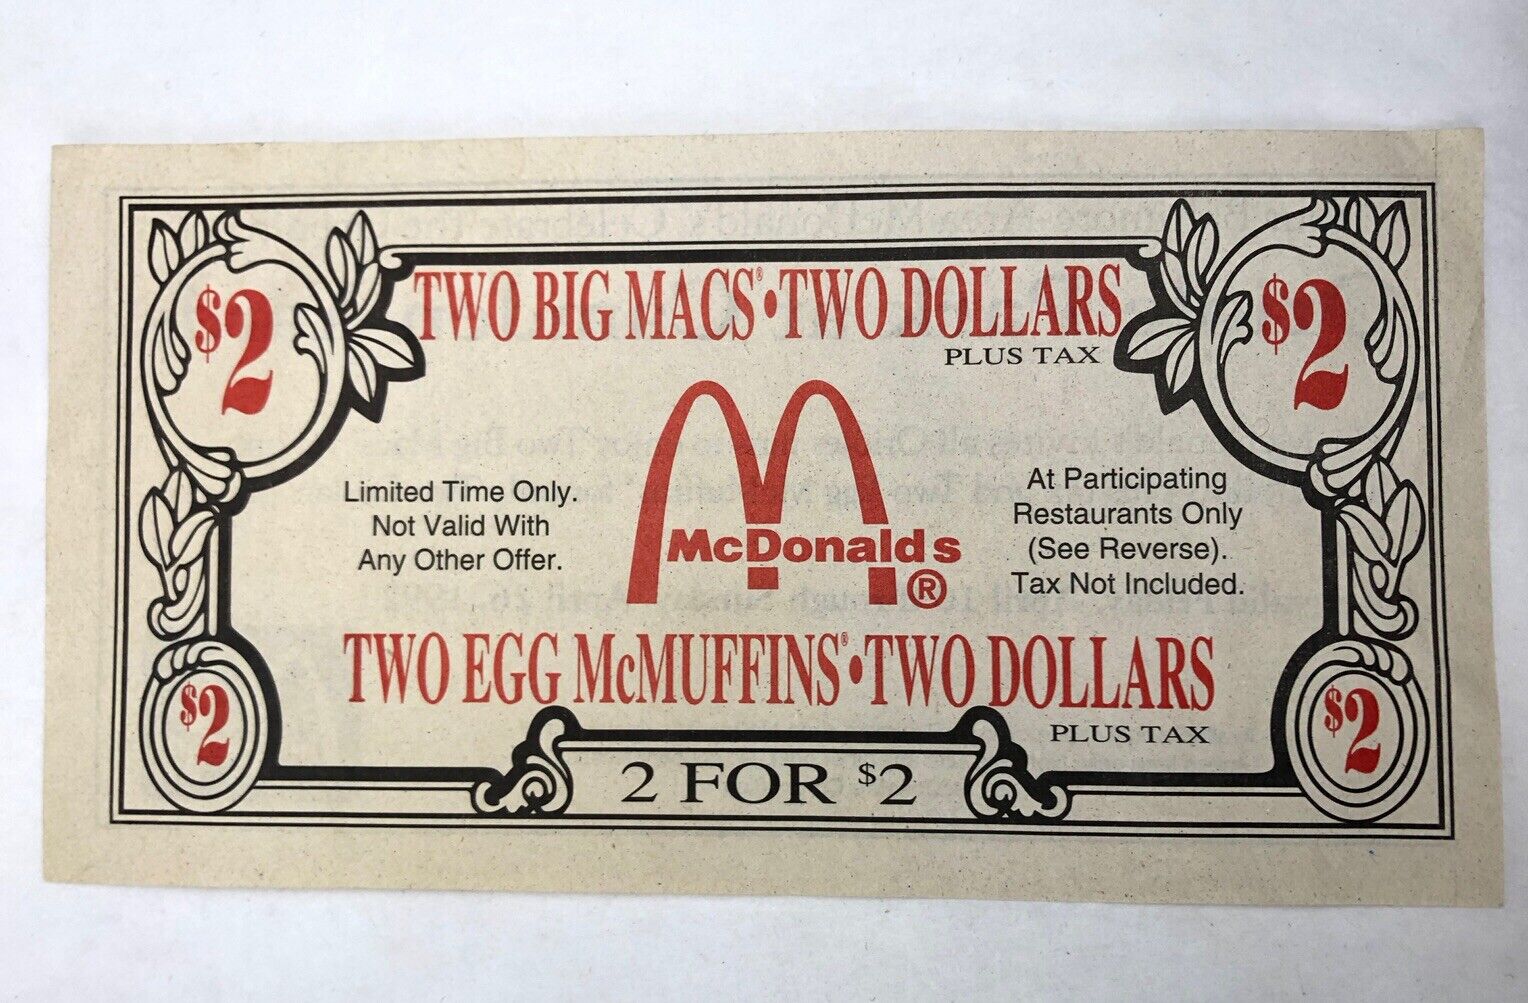 $2
TWO BIG MACS®•TWO DOLLARS
$2
PLUS TAX
Limited Time Only.
Not Valid With
Any Other Offer.
McDonald's
®
At Participating
Restaurants Only
(See Reverse).
Tax Not Included.
TWO EGG McMUFFINS®•TWO DOLLARS
PLUS TAX
$2
2 FOR $2
$2